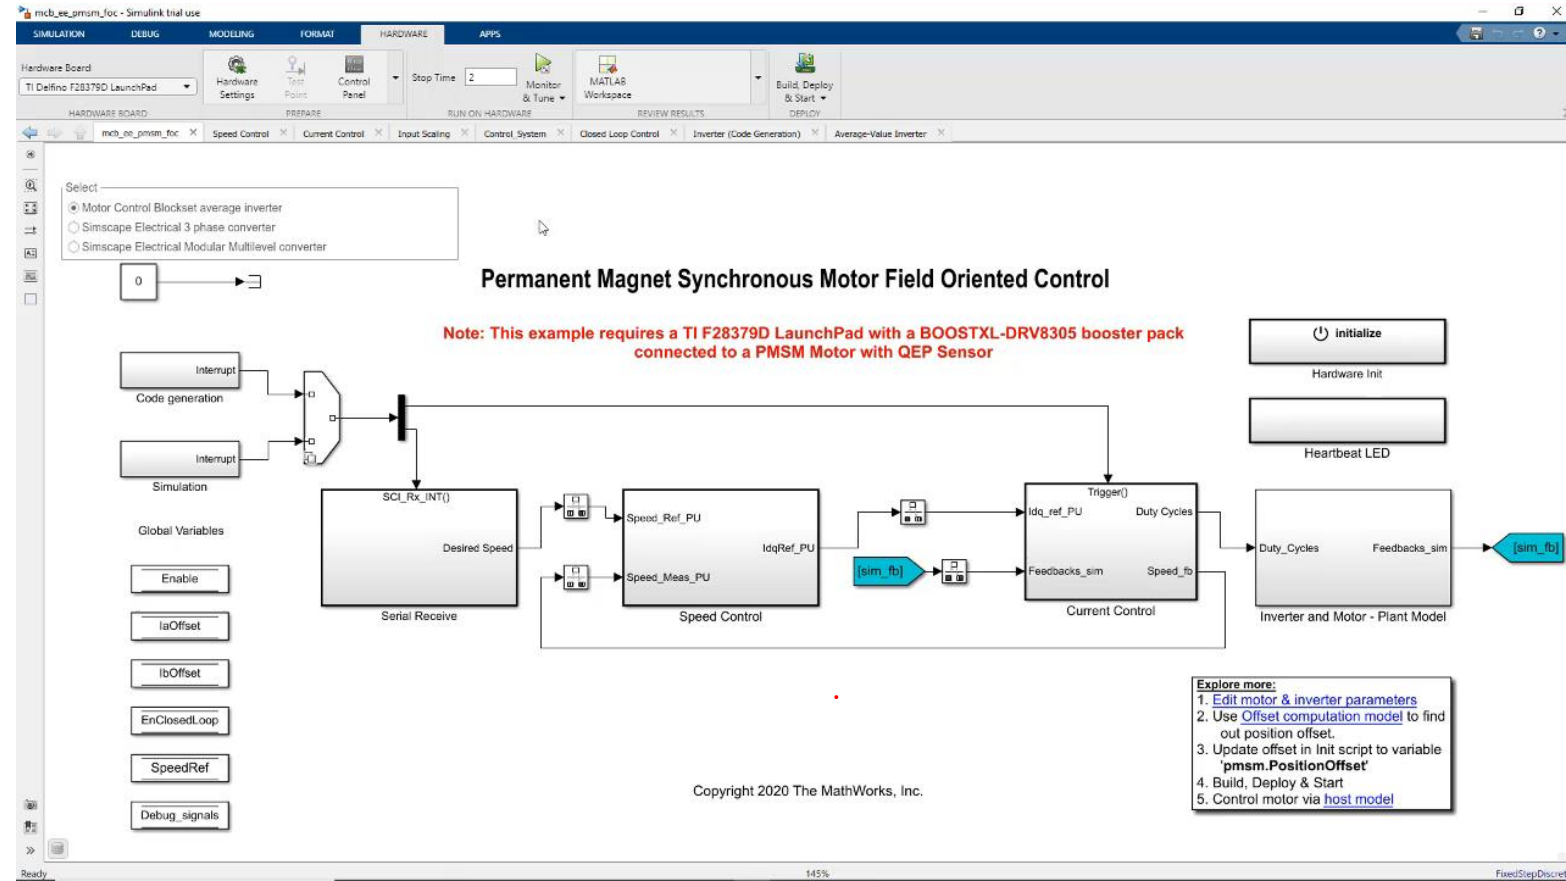 mcb_ee_pmsm_foc - Simulink trial use
SIMULATION DEBUG MODELING FORMAT HARDWARE APPS
Hardware Board
TI Delfino F28379D LaunchPad
Hardware Settings
Test Point
Control Panel
Stop Time 2
Monitor & Tune
MATLAB Workspace
Build, Deploy & Start
HARDWARE BOARD PREPARE RUN ON HARDWARE REVIEW RESULTS DEPLOY
mcb_ee_pmsm_foc Speed Control Current Control Input Scaling Control_System Closed Loop Control Inverter (Code Generation) Average-Value Inverter
Select
Motor Control Blockset average inverter
Simscape Electrical 3 phase converter
Simscape Electrical Modular Multilevel converter
0
Permanent Magnet Synchronous Motor Field Oriented Control
Note: This example requires a TI F28379D LaunchPad with a BOOSTXL-DRV8305 booster pack
connected to a PMSM Motor with QEP Sensor
initialize
Hardware Init
Heartbeat LED
Interrupt
Code generation
Interrupt
Simulation
Global Variables
Enable
IaOffset
IbOffset
EnClosedLoop
SpeedRef
Debug_signals
SCI_Rx_INT()
Desired Speed
Serial Receive
Speed_Ref_PU
IdqRef_PU
Speed_Meas_PU
Speed Control
[sim_fb]
Trigger()
Idq_ref_PU Duty Cycles
Feedbacks_sim Speed_fb
Current Control
Duty_Cycles Feedbacks_sim
Inverter and Motor - Plant Model
[sim_fb]
Explore more:
1. Edit motor & inverter parameters
2. Use Offset computation model to find
out position offset.
3. Update offset in Init script to variable
'pmsm.PositionOffset'
4. Build, Deploy & Start
5. Control motor via host model
Copyright 2020 The MathWorks, Inc.
Ready 145% FixedStepDiscre